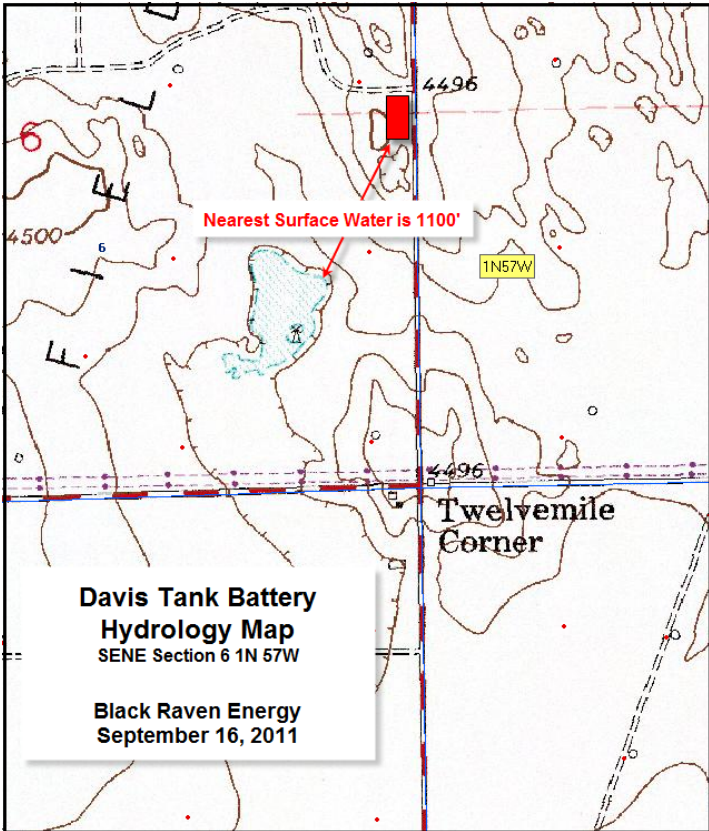 4496
6
L
L
E
Nearest Surface Water is 1100'
4500
6
I
1N57W
F
4496
Twelvemile
Corner
Davis Tank Battery
Hydrology Map
SENE Section 6 1N 57W
Black Raven Energy
September 16, 2011